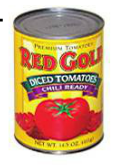 PREMIUM TOMATOES
RED GOLD
DICED TOMATOES
CHILI READY
NET WT. 14.5 OZ.